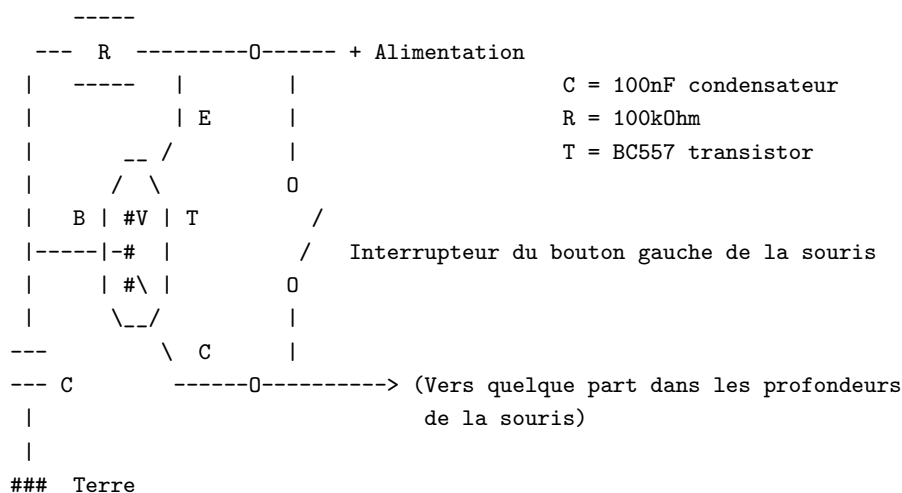 -----
  --- R ---------O------ + Alimentation
 |   -----   |       |                 C = 100nF condensateur
 |           | E     |                 R = 100kOhm
 |       __ /        |                 T = BC557 transistor
 |      /  \         O
 |   B | #V | T       /
 |-----|-#  |        /   Interrupteur du bouton gauche de la souris
 |     | #\ |        O
 |      \__/         |
---         \  C     |
--- C        ------O----------> (Vers quelque part dans les profondeurs
 |                            de la souris)
 |
###  Terre